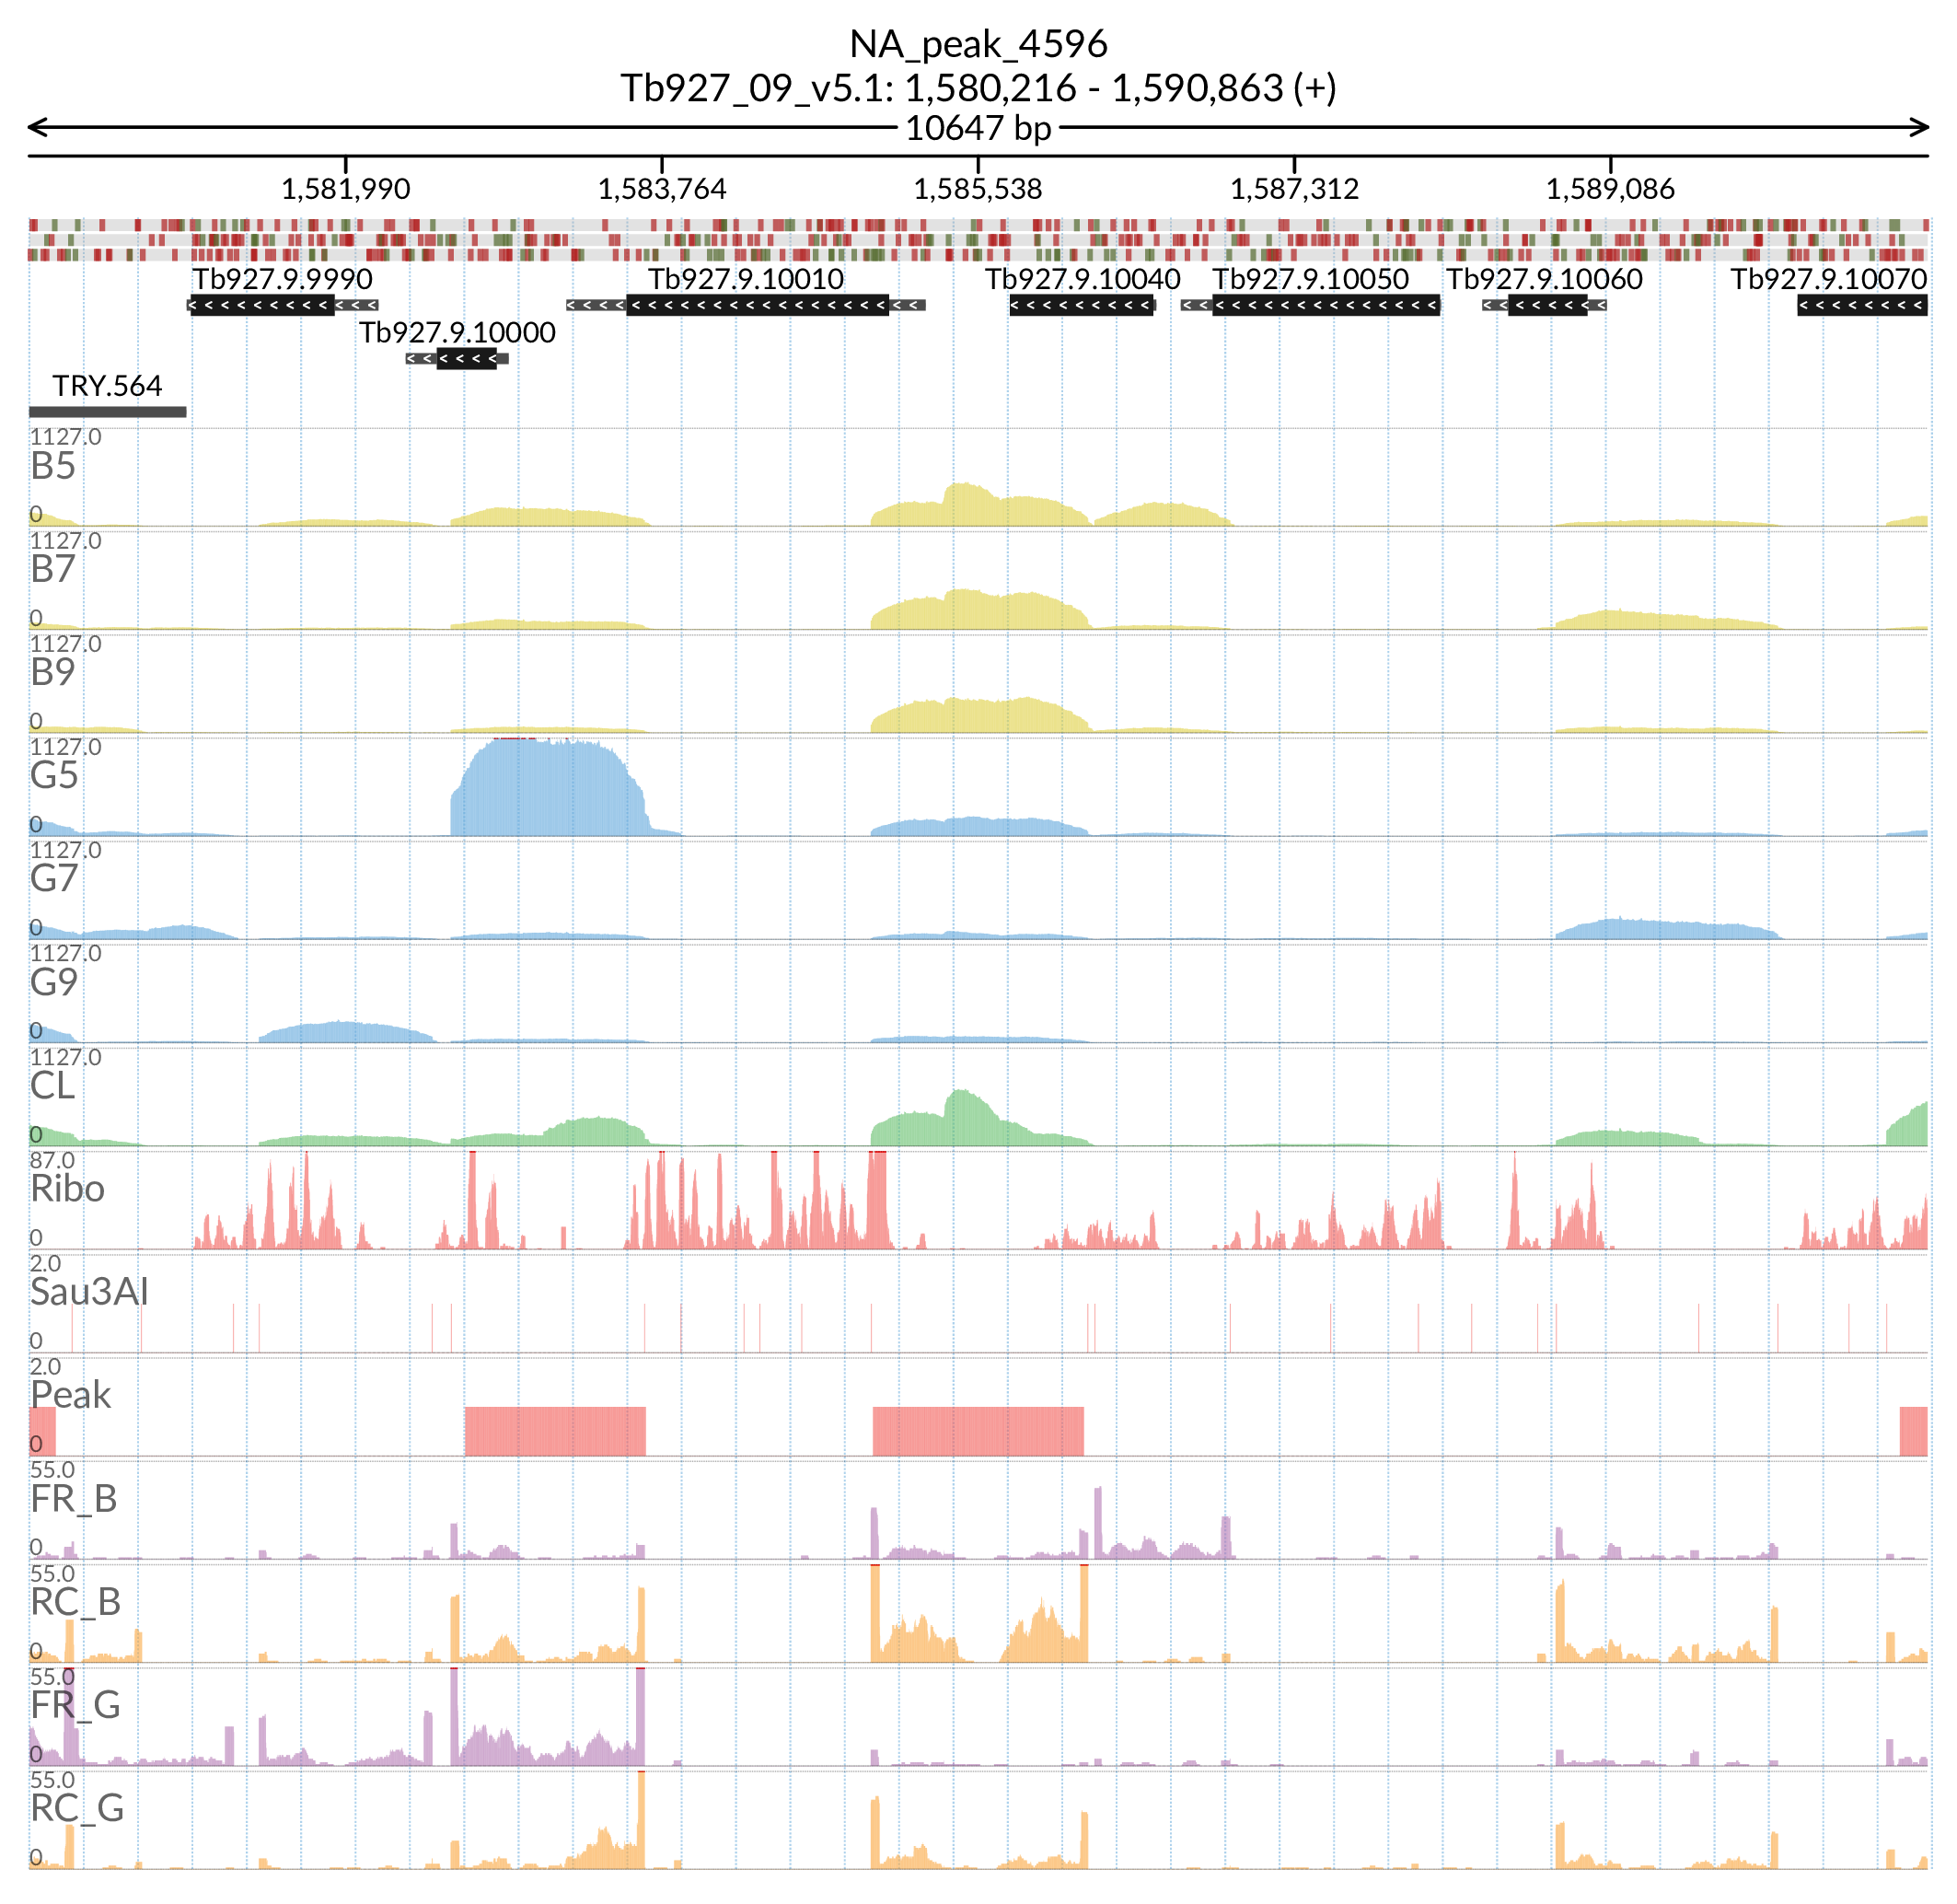 NA_peak_4596
Tb927_09_v5.1: 1,580,216 - 1,590,863 (+)
10647 bp
1,581,990 1,583,764 1,585,538 1,587,312 1,589,086
Tb927.9.9990 Tb927.9.10010 Tb927.9.10040 Tb927.9.10050 Tb927.9.10060 Tb927.9.10070
Tb927.9.10000
TRY.564
1127.0
B5
0
1127.0
B7
0
1127.0
B9
0
1127.0
G5
0
1127.0
G7
0
1127.0
G9
0
1127.0
CL
0
87.0
Ribo
0
2.0
Sau3AI
0
2.0
Peak
0
55.0
FR_B
0
55.0
RC_B
0
55.0
FR_G
0
55.0
RC_G
0